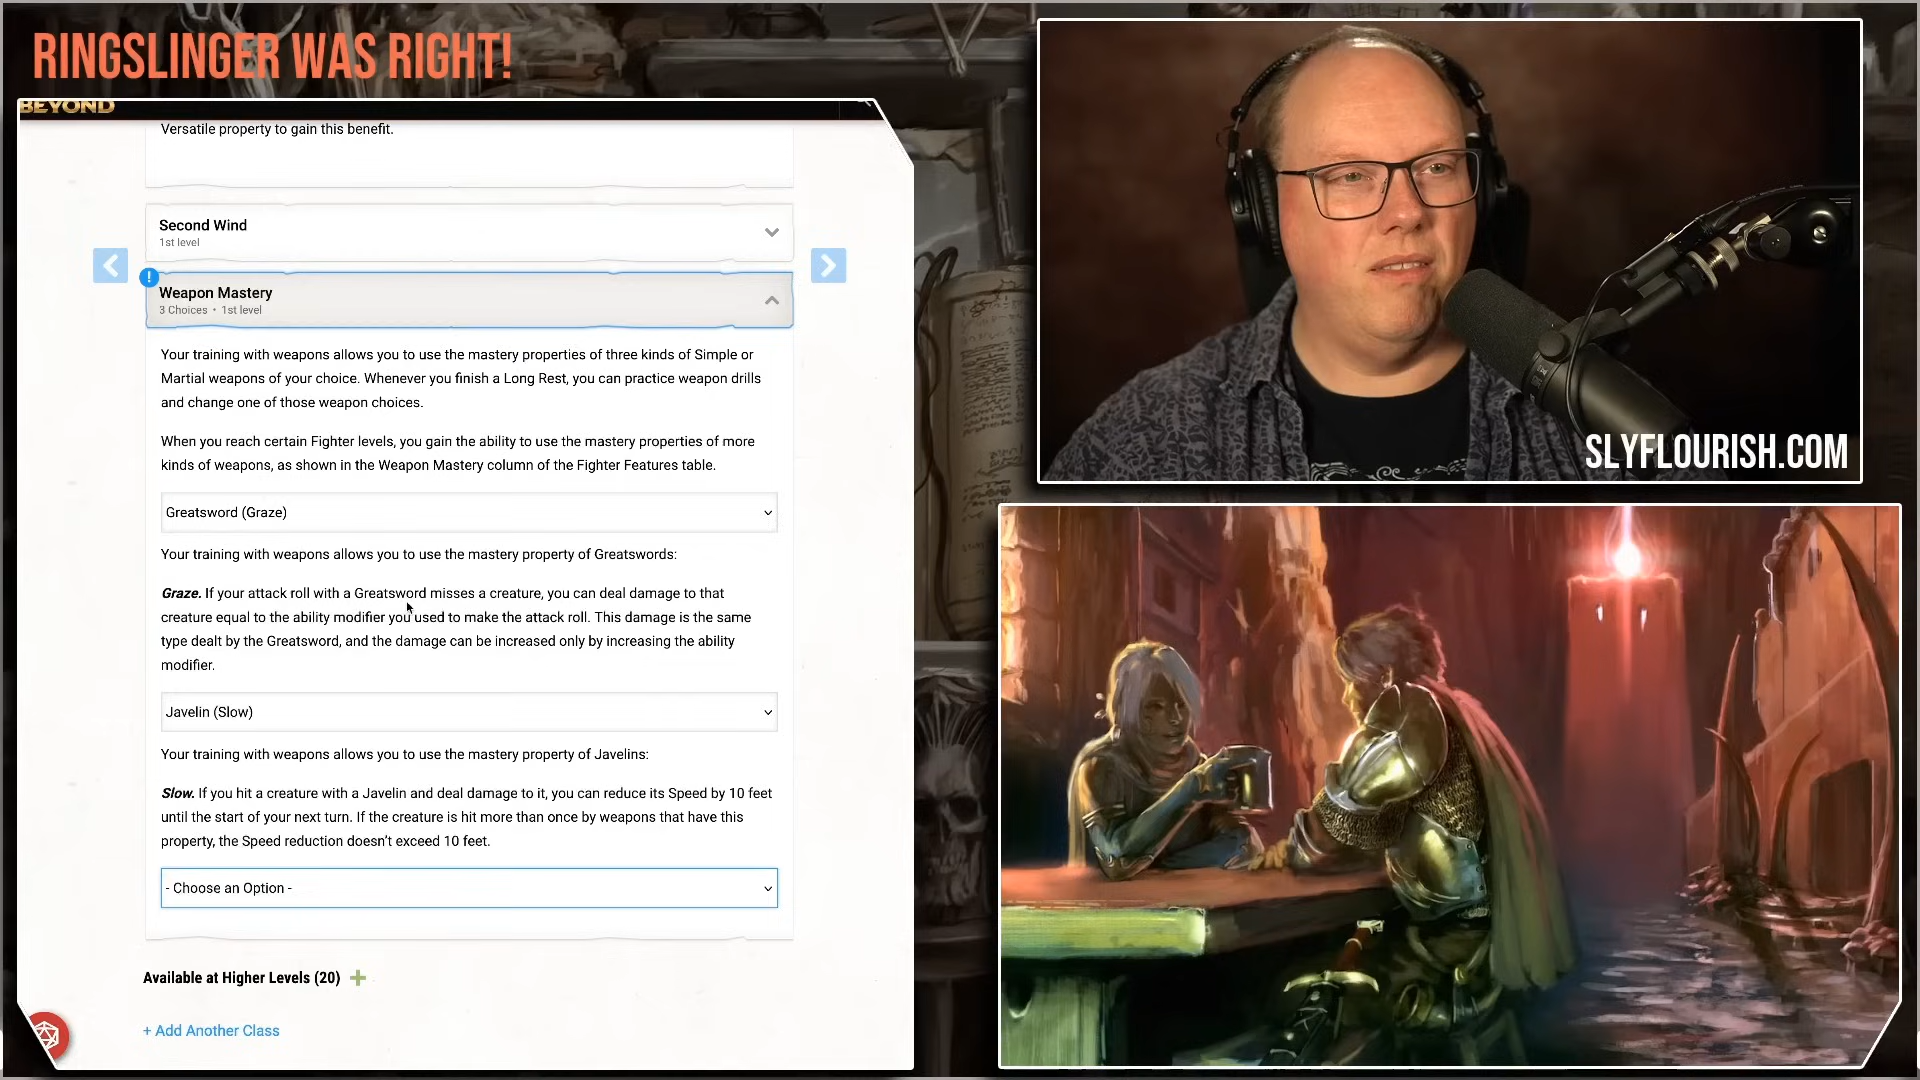 RINGSLINGER WAS RIGHT!
BEYOND
Versatile property to gain this benefit.
Second Wind
1st level
!
Weapon Mastery
3 Choices • 1st level
Your training with weapons allows you to use the mastery properties of three kinds of Simple or
Martial weapons of your choice. Whenever you finish a Long Rest, you can practice weapon drills
and change one of those weapon choices.
When you reach certain Fighter levels, you gain the ability to use the mastery properties of more
kinds of weapons, as shown in the Weapon Mastery column of the Fighter Features table.
Greatsword (Graze)
Your training with weapons allows you to use the mastery property of Greatswords:
Graze. If your attack roll with a Greatsword misses a creature, you can deal damage to that
creature equal to the ability modifier you used to make the attack roll. This damage is the same
type dealt by the Greatsword, and the damage can be increased only by increasing the ability
modifier.
Javelin (Slow)
Your training with weapons allows you to use the mastery property of Javelins:
Slow. If you hit a creature with a Javelin and deal damage to it, you can reduce its Speed by 10 feet
until the start of your next turn. If the creature is hit more than once by weapons that have this
property, the Speed reduction doesn’t exceed 10 feet.
- Choose an Option -
Available at Higher Levels (20)
+ Add Another Class
SLYFLOURISH.COM